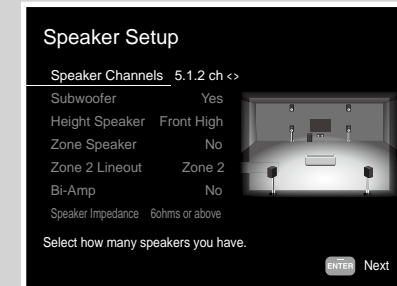 Speaker Setup
Speaker Channels 5.1.2 ch <>
Subwoofer Yes
Height Speaker Front High
Zone Speaker No
Zone 2 Lineout Zone 2
Bi-Amp No
Speaker Impedance 6ohms or above
Select how many speakers you have.
ENTER Next